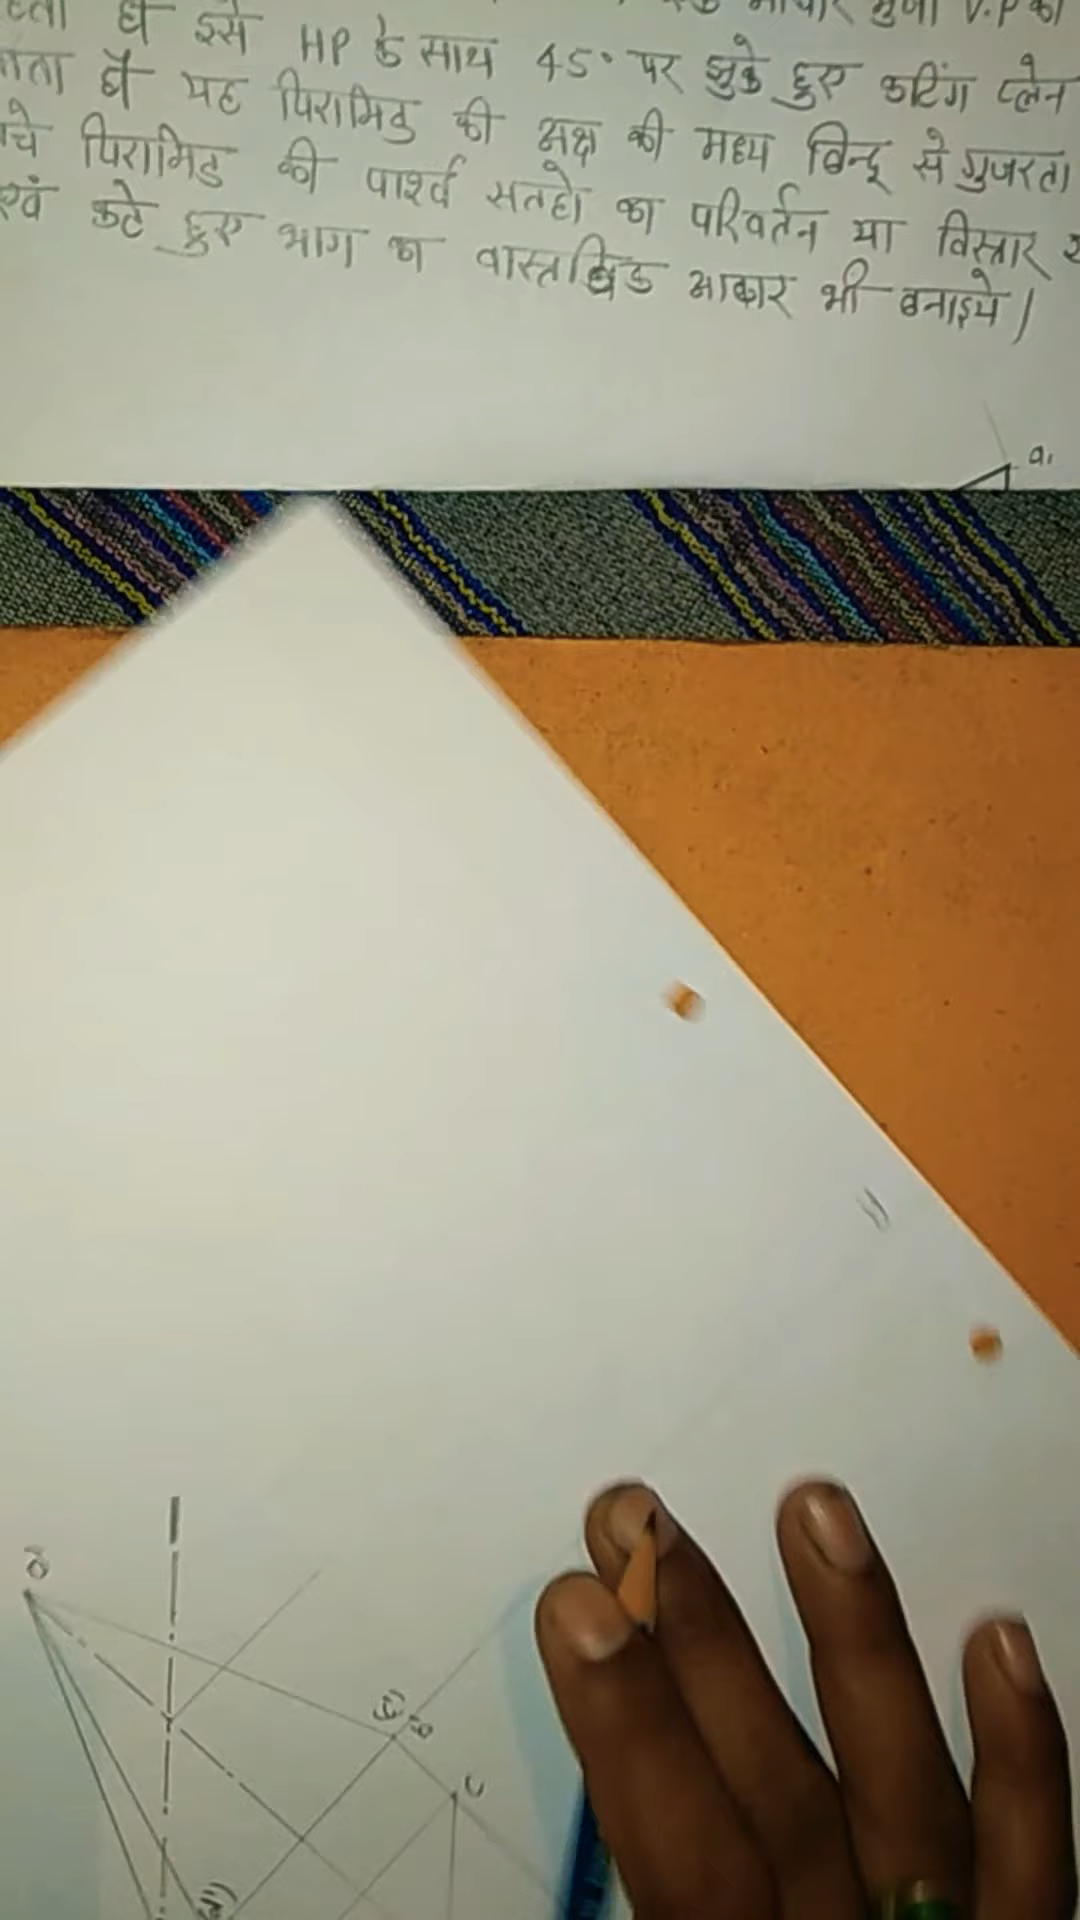 V.P का
है इसे HP के साथ 45° पर झुके हुए कटिंग प्लेन
है यह पिरामिड की अक्ष की मध्य बिन्दू से गुजरता
पिरामिड की पार्श्व सतहो का परिवर्तन या विस्तार
एवं कटे हुए भाग का वास्तविक आकार भी बनाइये।
a₁
o
c